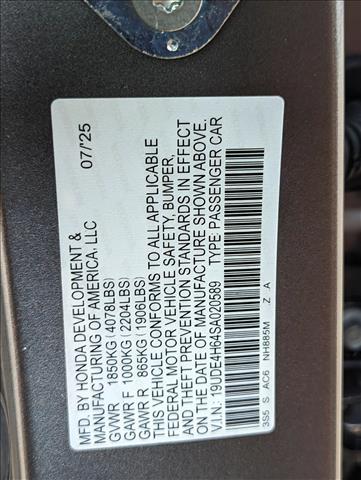 MFD. BY HONDA DEVELOPMENT &
MANUFACTURING OF AMERICA, LLC 07/'25
GVWR 1850KG (4078LBS)
GAWR F 1000KG (2204LBS)
GAWR R 865KG (1906LBS)
THIS VEHICLE CONFORMS TO ALL APPLICABLE
FEDERAL MOTOR VEHICLE SAFETY, BUMPER,
AND THEFT PREVENTION STANDARDS IN EFFECT
ON THE DATE OF MANUFACTURE SHOWN ABOVE.
V.I.N.: 19UDE4H64SA020589 TYPE: PASSENGER CAR
3S5 S AC6 NH885M Z A